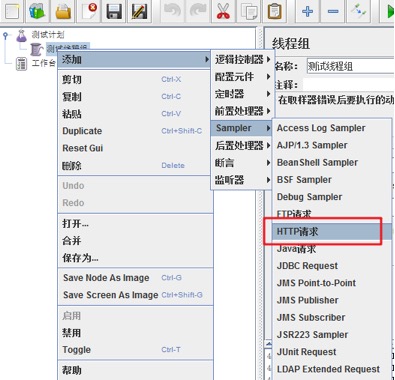 测试计划
测试线程组
工作台
添加
剪切 Ctrl-X
复制 Ctrl-C
粘贴 Ctrl-V
Duplicate Ctrl+Shift-C
Reset Gui
删除 Delete
Undo
Redo
打开...
合并
保存为...
Save Node As Image Ctrl-G
Save Screen As Image Ctrl+Shift-G
启用
禁用
Toggle Ctrl-T
帮助
逻辑控制器
配置元件
定时器
前置处理器
Sampler
后置处理器
断言
监听器
Access Log Sampler
AJP/1.3 Sampler
BeanShell Sampler
BSF Sampler
Debug Sampler
FTP请求
HTTP请求
Java请求
JDBC Request
JMS Point-to-Point
JMS Publisher
JMS Subscriber
JSR223 Sampler
JUnit Request
LDAP Extended Request
线程组
名称: 测试线程组
注释:
在取样器错误后要执行的动